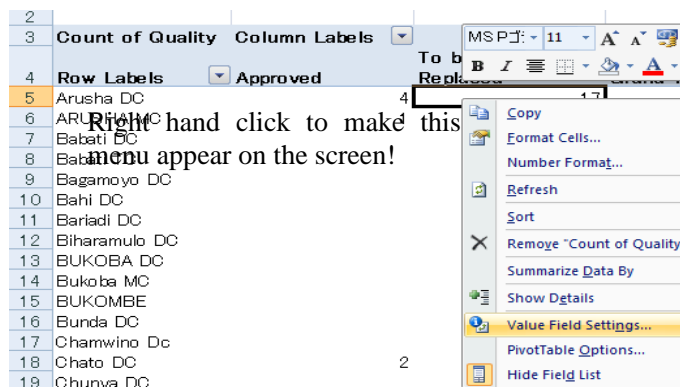 2
3 Count of Quality Column Labels
MS Pゴ 11 A A
B I A
To b
4 Row Labels Approved
5 Arusha DC 4 17
6 MC 1
Right hand click to make this
menu appear on the screen!
7 Babati DC
8
9 Bagamoyo DC
10 Bahi DC
11 Bariadi DC
12 Biharamulo DC
13 BUKOBA DC
14 Bukoba MC
15 BUKOMBE
16 Bunda DC
17 Chamwino Dc
18 Chato DC 2
19 Chunya DC
Copy
Format Cells...
Number Format...
Refresh
Sort
Remove "Count of Quality
Summarize Data By
Show Details
Value Field Settings...
PivotTable Options...
Hide Field List